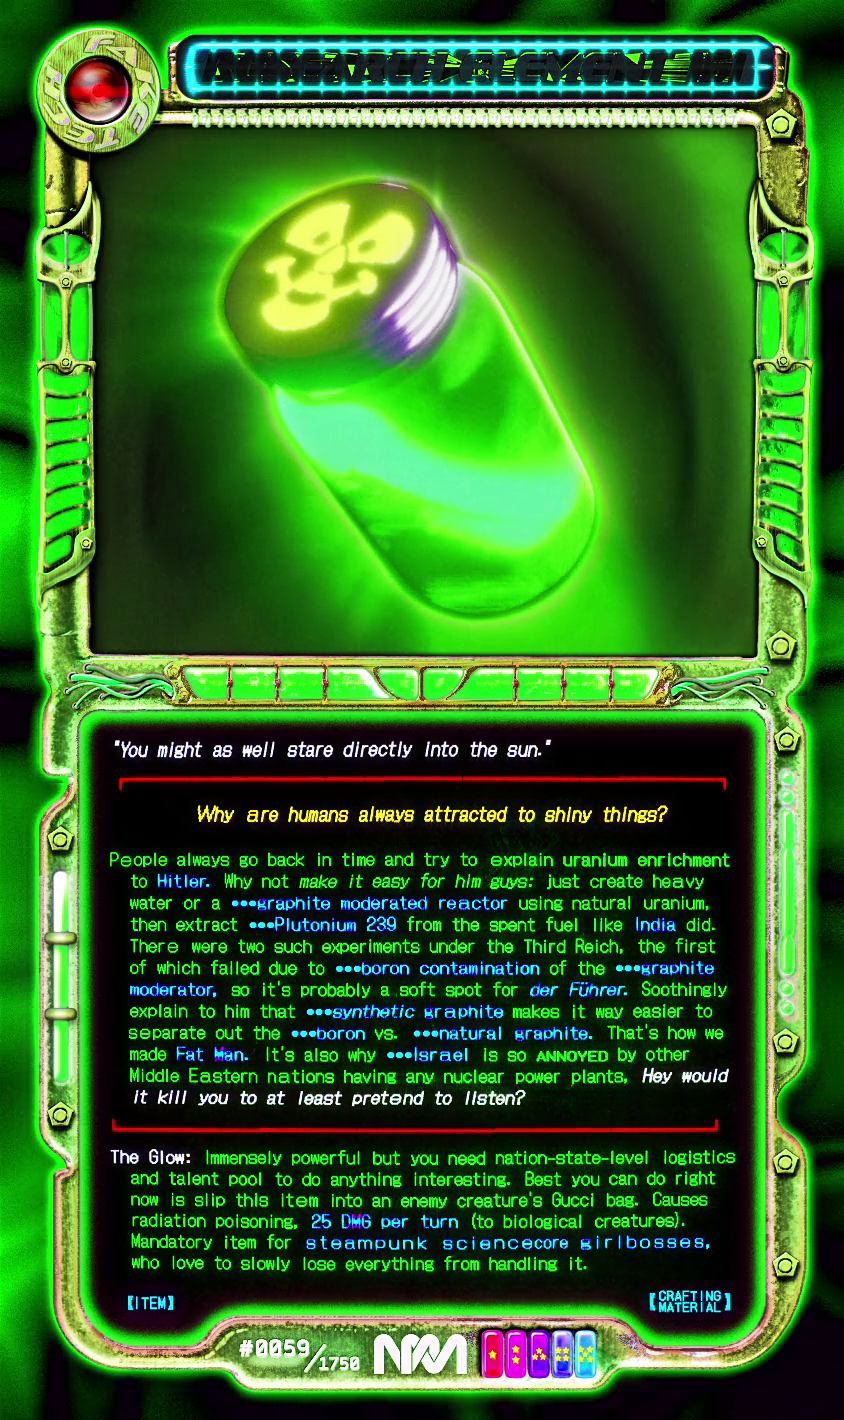 FAKE TECH
"You might as well stare directly into the sun."
Why are humans always attracted to shiny things?
People always go back in time and try to explain uranium enrichment
to Hitler. Why not make it easy for him guys: just create heavy
water or a •••graphite moderated reactor using natural uranium,
then extract •••Plutonium 239 from the spent fuel like India did.
There were two such experiments under the Third Reich, the first
of which failed due to •••boron contamination of the •••graphite
moderator, so it's probably a soft spot for der Führer. Soothingly
explain to him that •••synthetic graphite makes it way easier to
separate out the •••boron vs. •••natural graphite. That's how we
made Fat Man. It's also why •••Israel is so ANNOYED by other
Middle Eastern nations having any nuclear power plants, Hey would
it kill you to at least pretend to listen?
The Glow: Immensely powerful but you need nation-state-level logistics
and talent pool to do anything interesting. Best you can do right
now is slip this item into an enemy creature's Gucci bag. Causes
radiation poisoning, 25 DMG per turn (to biological creatures).
Mandatory item for steampunk sciencecore girlbosses,
who love to slowly lose everything from handling it.
【ITEM】
【CRAFTING
MATERIAL】
#0059/1750